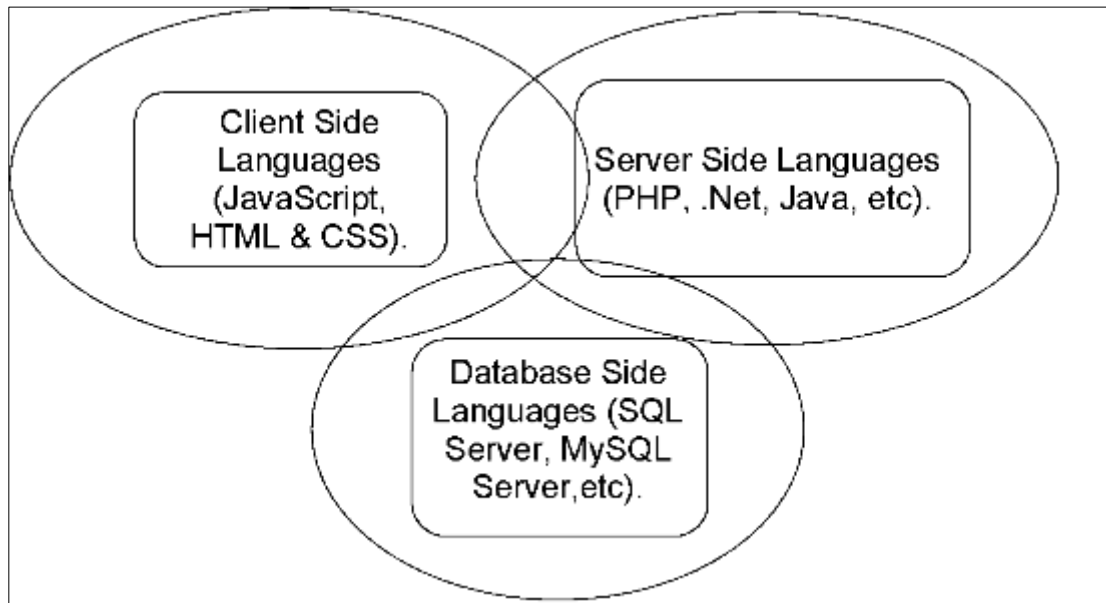 Client Side
Languages
(JavaScript,
HTML & CSS).
Server Side Languages
(PHP, .Net, Java, etc).
Database Side
Languages (SQL
Server, MySQL
Server,etc).